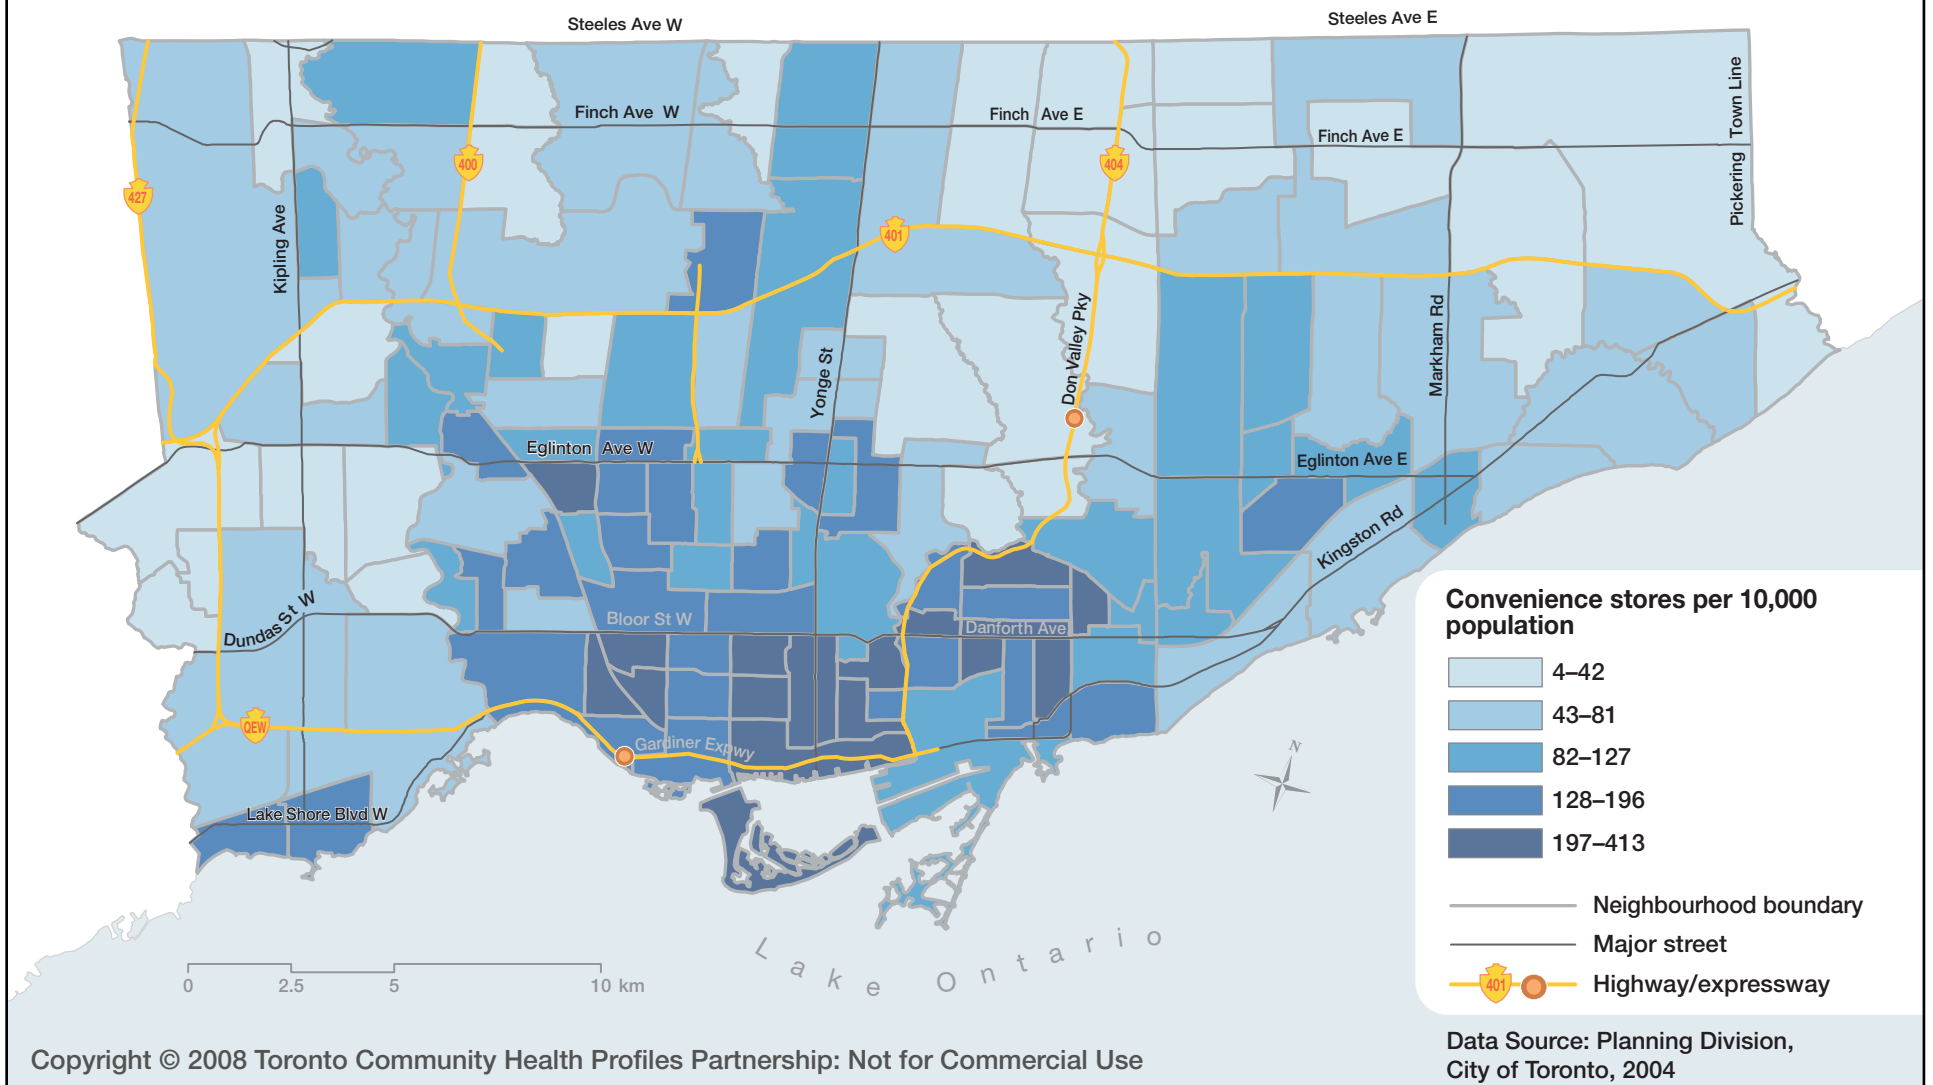 Steeles Ave W
Steeles Ave E
Finch Ave W
Finch Ave E
Finch Ave E
Pickering Town Line
427
400
404
401
Kipling Ave
Yonge St
Don Valley Pky
Markham Rd
Eglinton Ave W
Eglinton Ave E
Kingston Rd
Dundas St W
Bloor St W
Danforth Ave
QEW
Gardiner Expwy
Lake Shore Blvd W
N
Lake Ontario
0 2.5 5 10 km
Convenience stores per 10,000
population
4–42
43–81
82–127
128–196
197–413
Neighbourhood boundary
Major street
401 Highway/expressway
Copyright © 2008 Toronto Community Health Profiles Partnership: Not for Commercial Use
Data Source: Planning Division,
City of Toronto, 2004